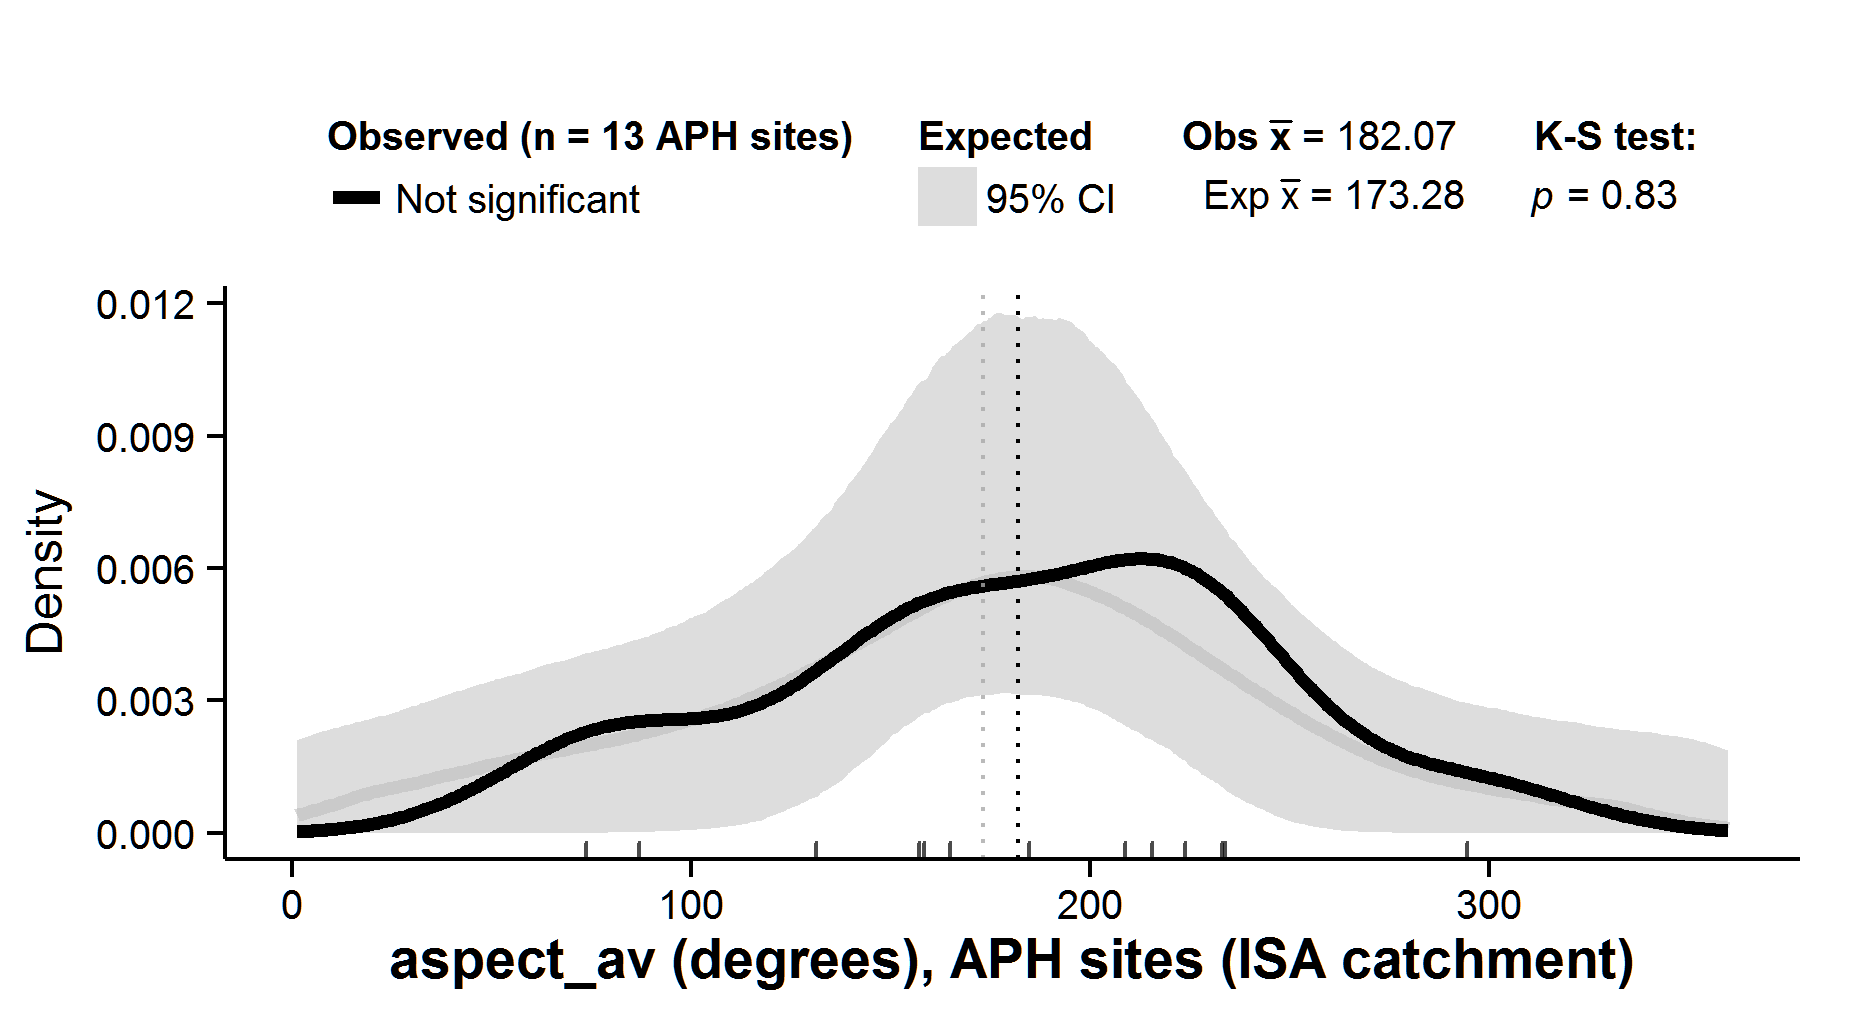 Observed (n = 13 APH sites) Expected Obs x̅ = 182.07 K-S test:
Not significant 95% CI Exp x̅ = 173.28 p = 0.83
0.012
0.009
0.006
0.003
0.000
Density
0 100 200 300
aspect_av (degrees), APH sites (ISA catchment)